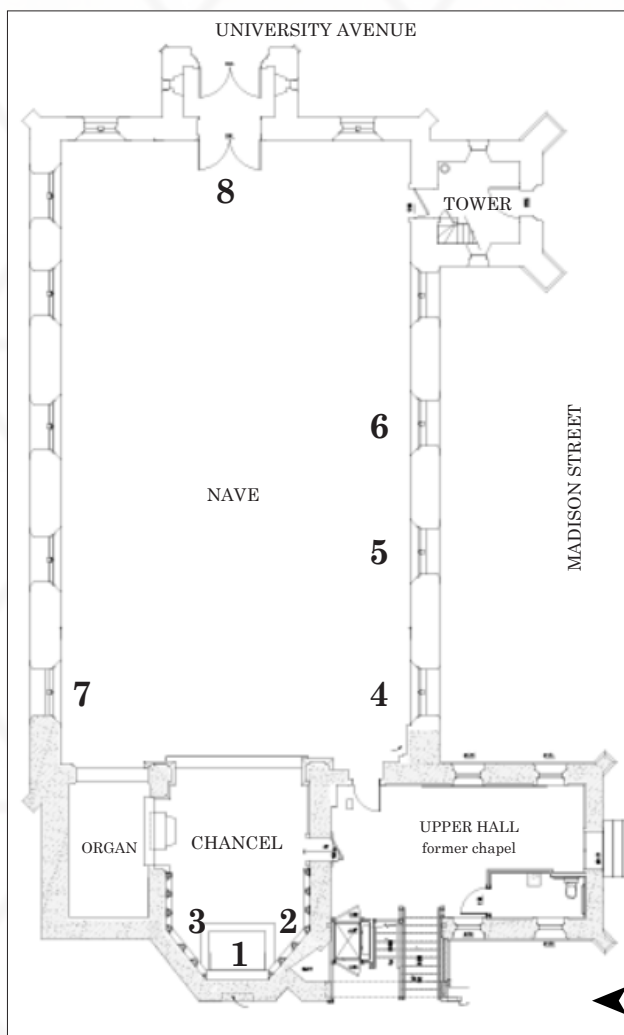 UNIVERSITY AVENUE
8
TOWER
6
MADISON STREET
NAVE
5
7
4
ORGAN
CHANCEL
UPPER HALL
former chapel
3
2
1